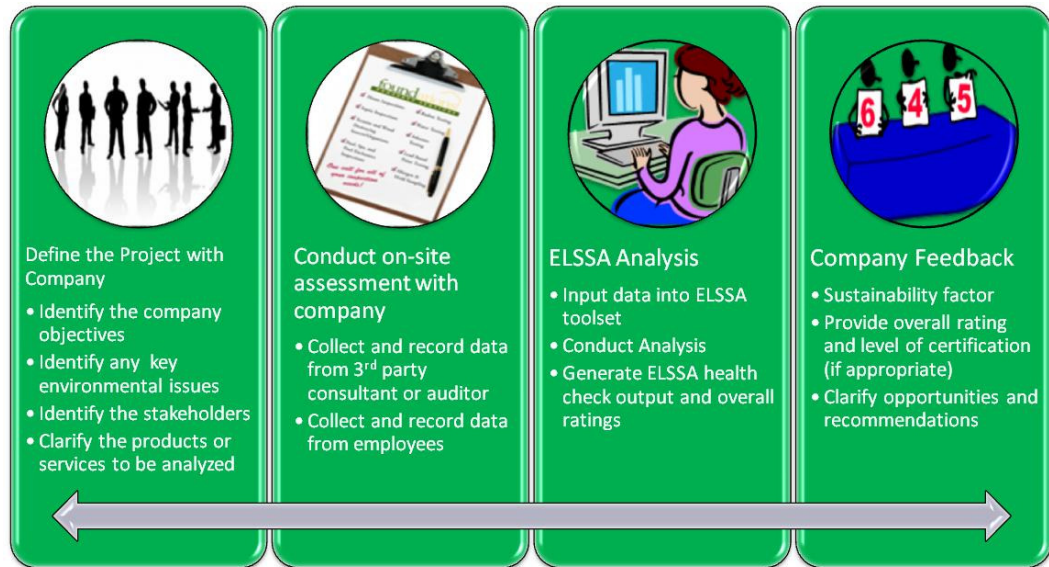 found
6
4
5
Define the Project with
Company
• Identify the company
objectives
• Identify any key
environmental issues
• Identify the stakeholders
• Clarify the products or
services to be analyzed
Conduct on-site
assessment with
company
• Collect and record data
from 3rd party
consultant or auditor
• Collect and record data
from employees
ELSSA Analysis
• Input data into ELSSA
toolset
• Conduct Analysis
• Generate ELSSA health
check output and overall
ratings
Company Feedback
• Sustainability factor
• Provide overall rating
and level of certification
(if appropriate)
• Clarify opportunities and
recommendations